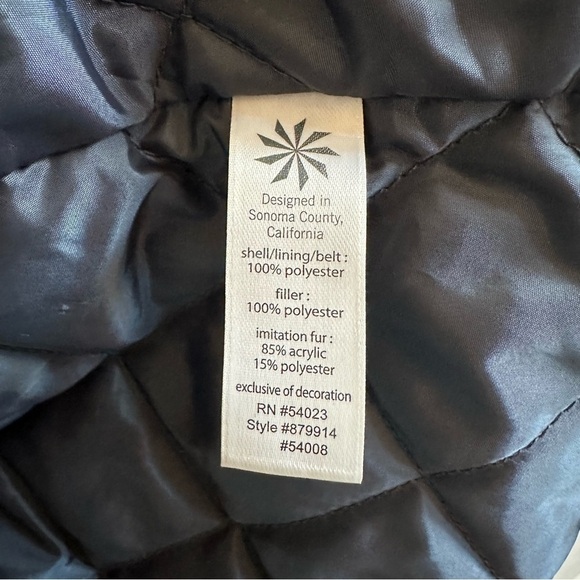 Designed in
Sonoma County,
California
shell/lining/belt :
100% polyester
filler :
100% polyester
imitation fur :
85% acrylic
15% polyester
exclusive of decoration
RN #54023
Style #879914
#54008